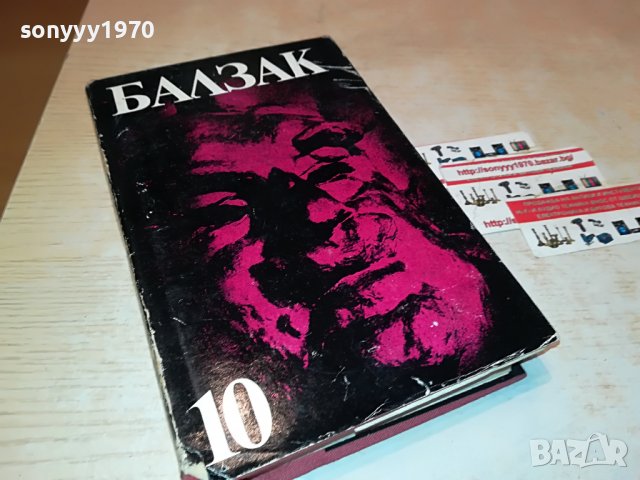 sonyyy1970
БАЛЗАК
10
http://sonyyy1970.bazar.bg/
BAZAR